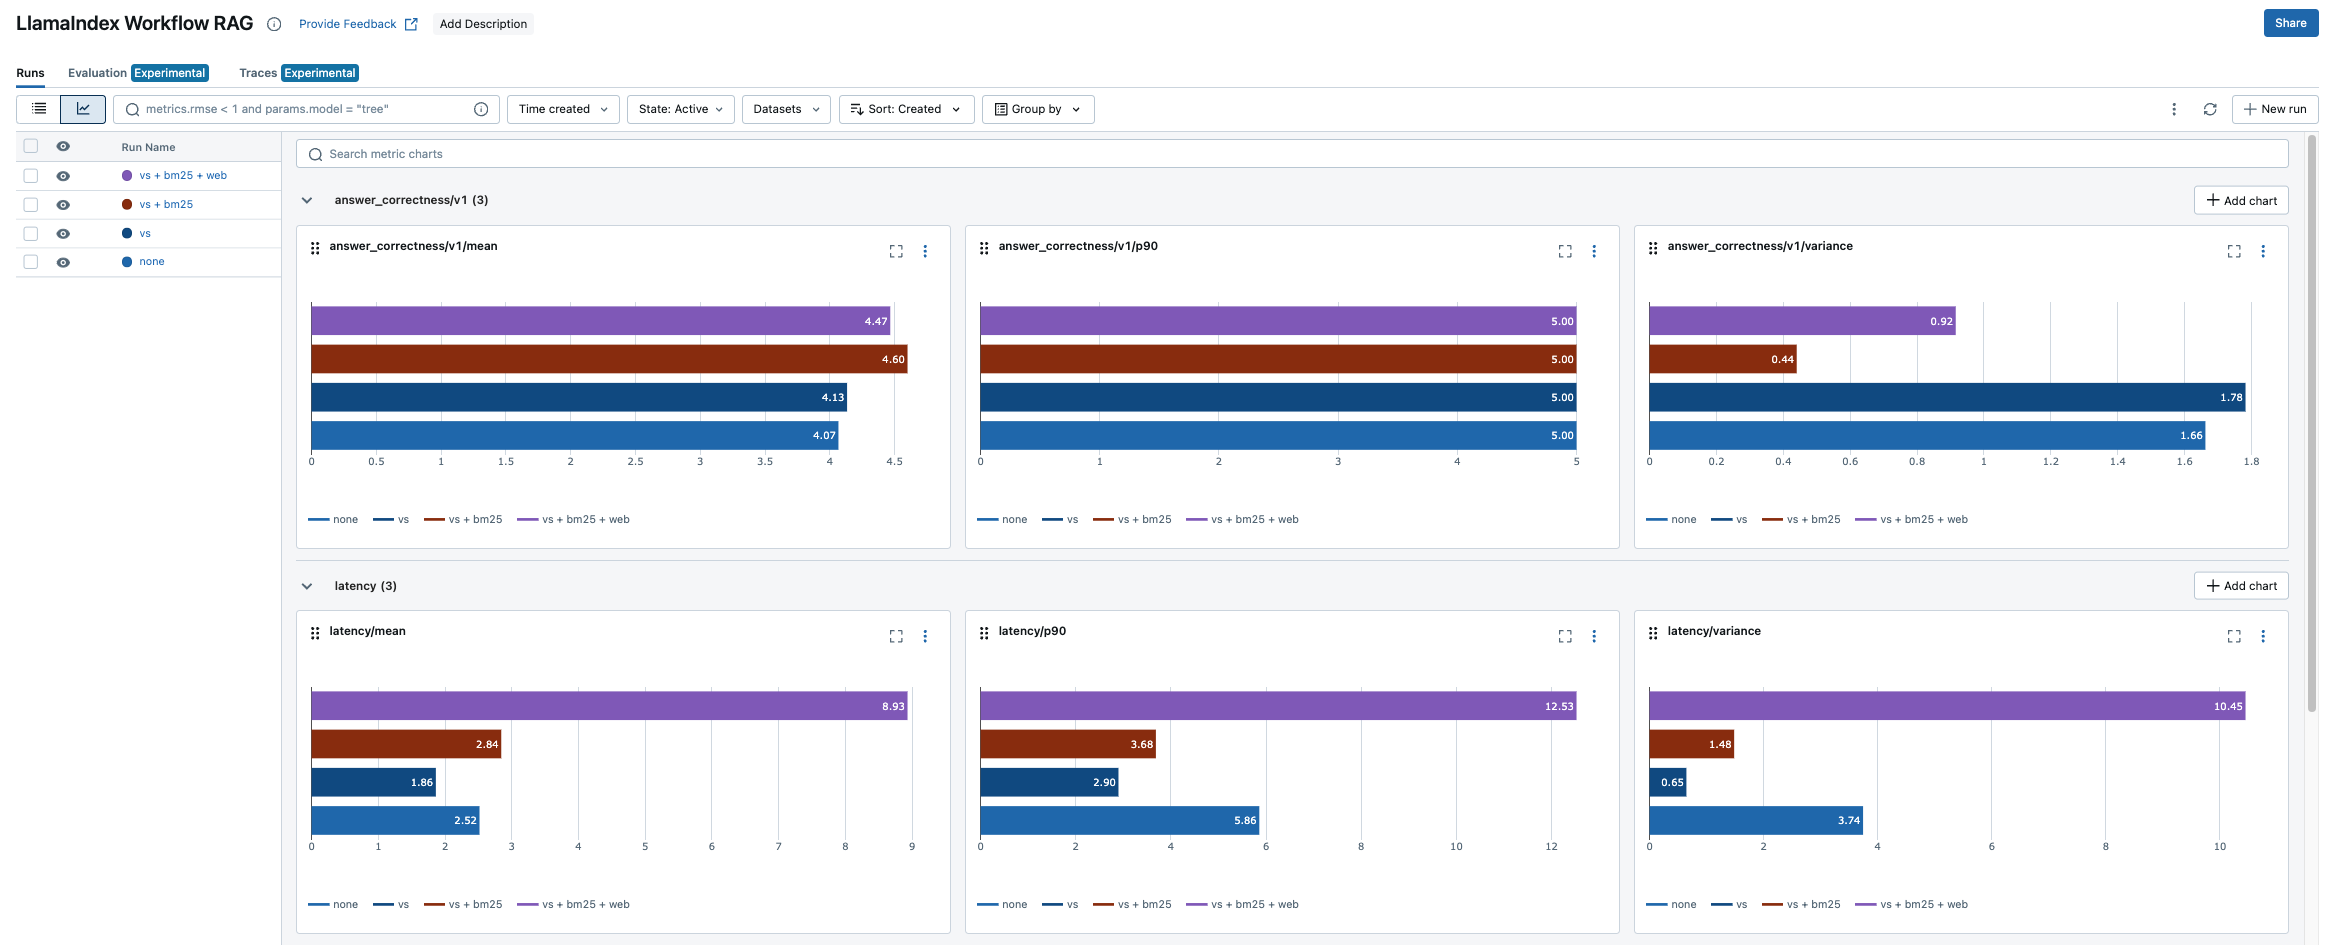 LlamaIndex Workflow RAG Provide Feedback Add Description Share
Runs Evaluation Experimental Traces Experimental
metrics.rmse < 1 and params.model = "tree" Time created State: Active Datasets Sort: Created Group by New run
Run Name
vs + bm25 + web
vs + bm25
vs
none
Search metric charts
answer_correctness/v1 (3) Add chart
answer_correctness/v1/mean
4.47
4.60
4.13
4.07
0 0.5 1 1.5 2 2.5 3 3.5 4 4.5
none vs vs + bm25 vs + bm25 + web
answer_correctness/v1/p90
5.00
5.00
5.00
5.00
0 1 2 3 4 5
none vs vs + bm25 vs + bm25 + web
answer_correctness/v1/variance
0.92
0.44
1.78
1.66
0 0.2 0.4 0.6 0.8 1 1.2 1.4 1.6 1.8
none vs vs + bm25 vs + bm25 + web
latency (3) Add chart
latency/mean
8.93
2.84
1.86
2.52
0 1 2 3 4 5 6 7 8 9
none vs vs + bm25 vs + bm25 + web
latency/p90
12.53
3.68
2.90
5.86
0 2 4 6 8 10 12
none vs vs + bm25 vs + bm25 + web
latency/variance
10.45
1.48
0.65
3.74
0 2 4 6 8 10
none vs vs + bm25 vs + bm25 + web